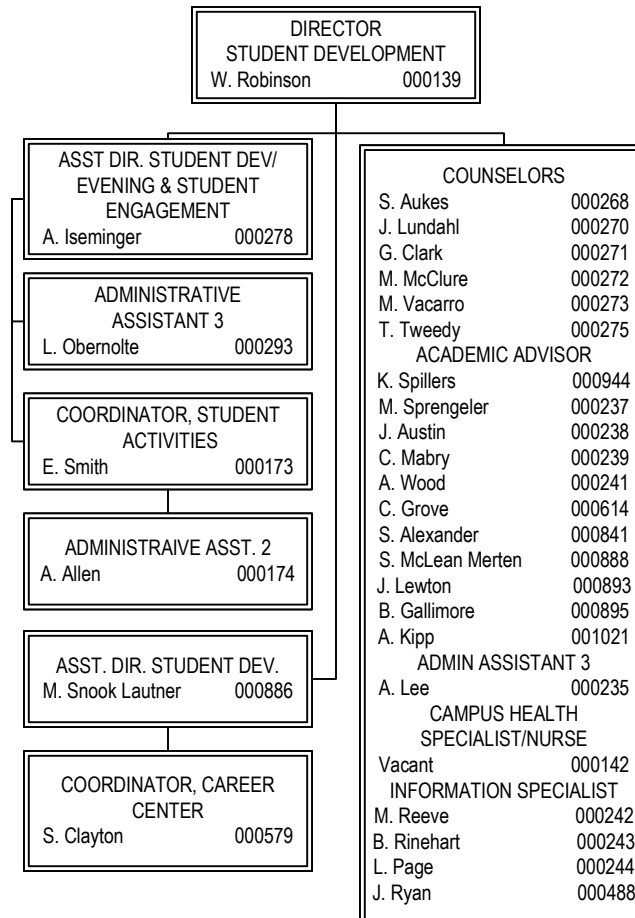 DIRECTOR
STUDENT DEVELOPMENT
W. Robinson 000139
ASST DIR. STUDENT DEV/
EVENING & STUDENT
ENGAGEMENT
A. Iseminger 000278
ADMINISTRATIVE
ASSISTANT 3
L. Obernolte 000293
COORDINATOR, STUDENT
ACTIVITIES
E. Smith 000173
ADMINISTRAIVE ASST. 2
A. Allen 000174
ASST. DIR. STUDENT DEV.
M. Snook Lautner 000886
COORDINATOR, CAREER
CENTER
S. Clayton 000579
COUNSELORS
S. Aukes 000268
J. Lundahl 000270
G. Clark 000271
M. McClure 000272
M. Vacarro 000273
T. Tweedy 000275
ACADEMIC ADVISOR
K. Spillers 000944
M. Sprengeler 000237
J. Austin 000238
C. Mabry 000239
A. Wood 000241
C. Grove 000614
S. Alexander 000841
S. McLean Merten 000888
J. Lewton 000893
B. Gallimore 000895
A. Kipp 001021
ADMIN ASSISTANT 3
A. Lee 000235
CAMPUS HEALTH
SPECIALIST/NURSE
Vacant 000142
INFORMATION SPECIALIST
M. Reeve 000242
B. Rinehart 000243
L. Page 000244
J. Ryan 000488